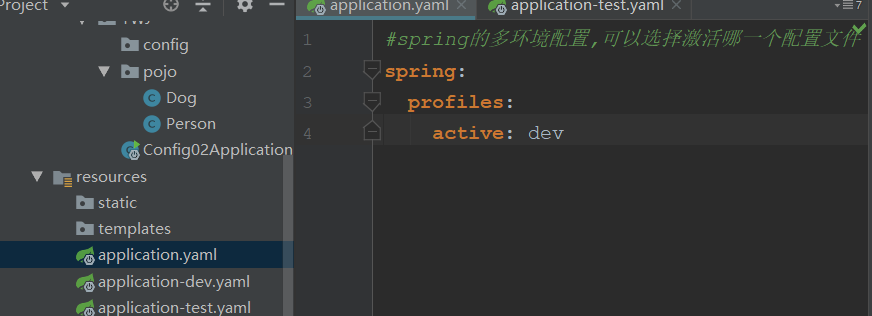 Project
config
pojo
Dog
Person
Config02Application
resources
static
templates
application.yaml
application-dev.yaml
application-test.yaml
application.yaml application-test.yaml 7
1 #spring的多环境配置,可以选择激活哪一个配置文件
2 spring:
3 profiles:
4 active: dev